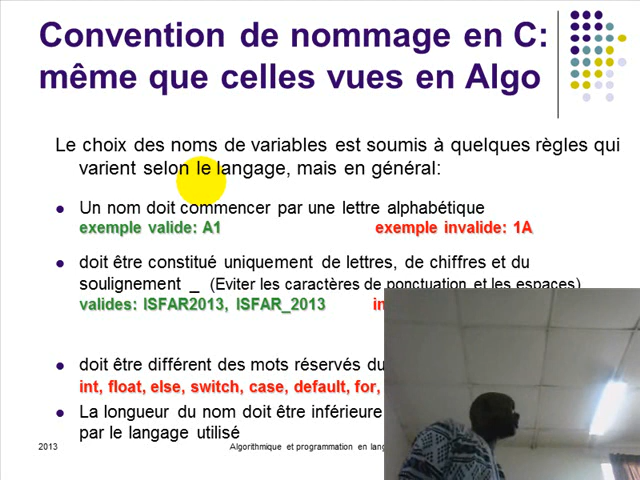 Convention de nommage en C:
même que celles vues en Algo
Le choix des noms de variables est soumis à quelques règles qui
varient selon le langage, mais en général:
● Un nom doit commencer par une lettre alphabétique
exemple valide: A1 exemple invalide: 1A
● doit être constitué uniquement de lettres, de chiffres et du
soulignement _ (Eviter les caractères de ponctuation et les espaces)
valides: ISFAR2013, ISFAR_2013
● doit être différent des mots réservés du
int, float, else, switch, case, default, for,
● La longueur du nom doit être inférieure
par le langage utilisé
2013 Algorithmique et programmation en